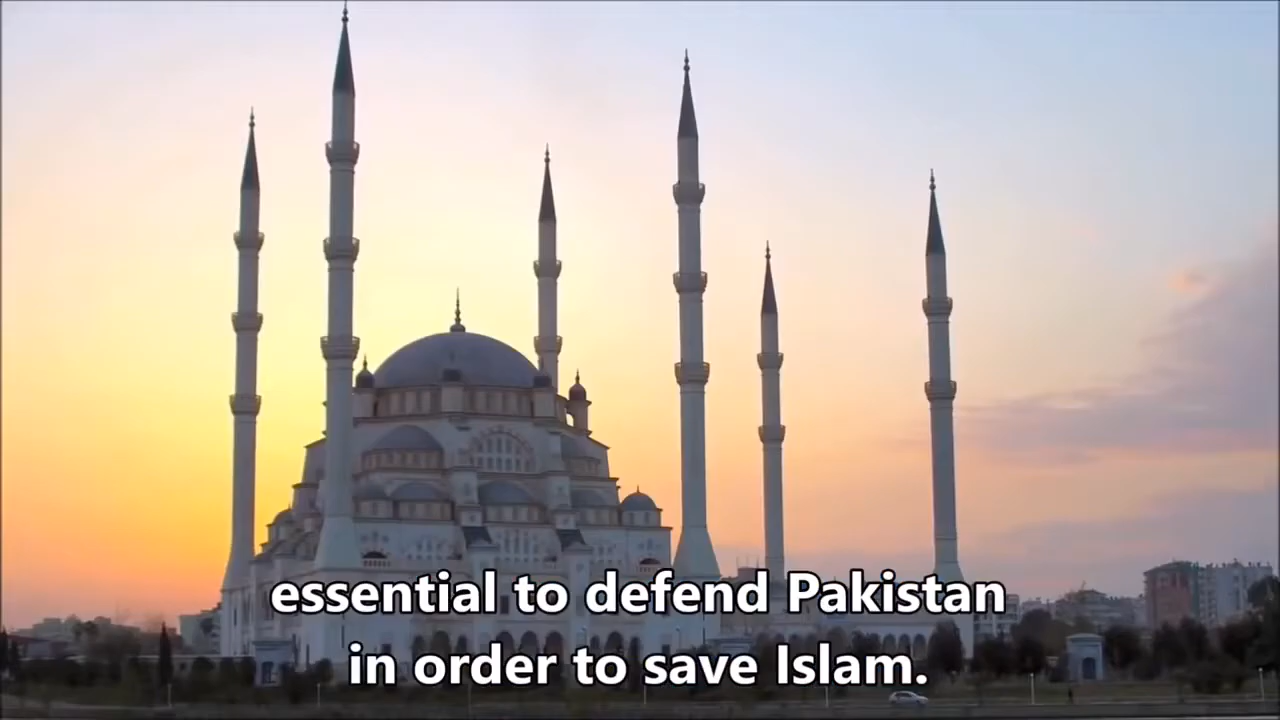 essential to defend Pakistan
in order to save Islam.